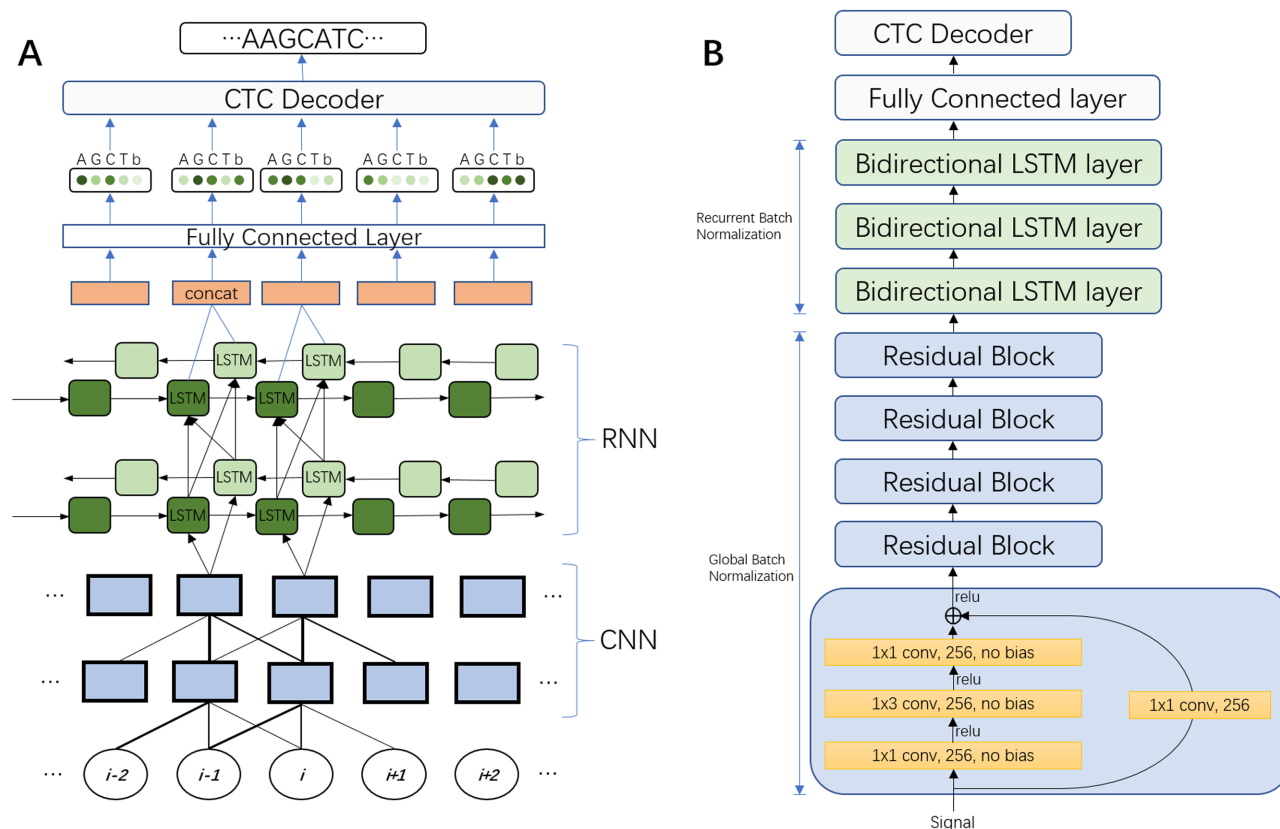 A
···AAGCATC···
CTC Decoder
A G C T b
A G C T b
A G C T b
A G C T b
A G C T b
Fully Connected Layer
concat
LSTM
LSTM
LSTM
LSTM
RNN
LSTM
LSTM
LSTM
LSTM
···
···
CNN
···
···
···
i-2
i-1
i
i+1
i+2
···
B
CTC Decoder
Fully Connected layer
Bidirectional LSTM layer
Recurrent Batch
Normalization
Bidirectional LSTM layer
Bidirectional LSTM layer
Residual Block
Residual Block
Residual Block
Residual Block
Global Batch
Normalization
relu
1x1 conv, 256, no bias
relu
1x3 conv, 256, no bias
1x1 conv, 256
relu
1x1 conv, 256, no bias
Signal